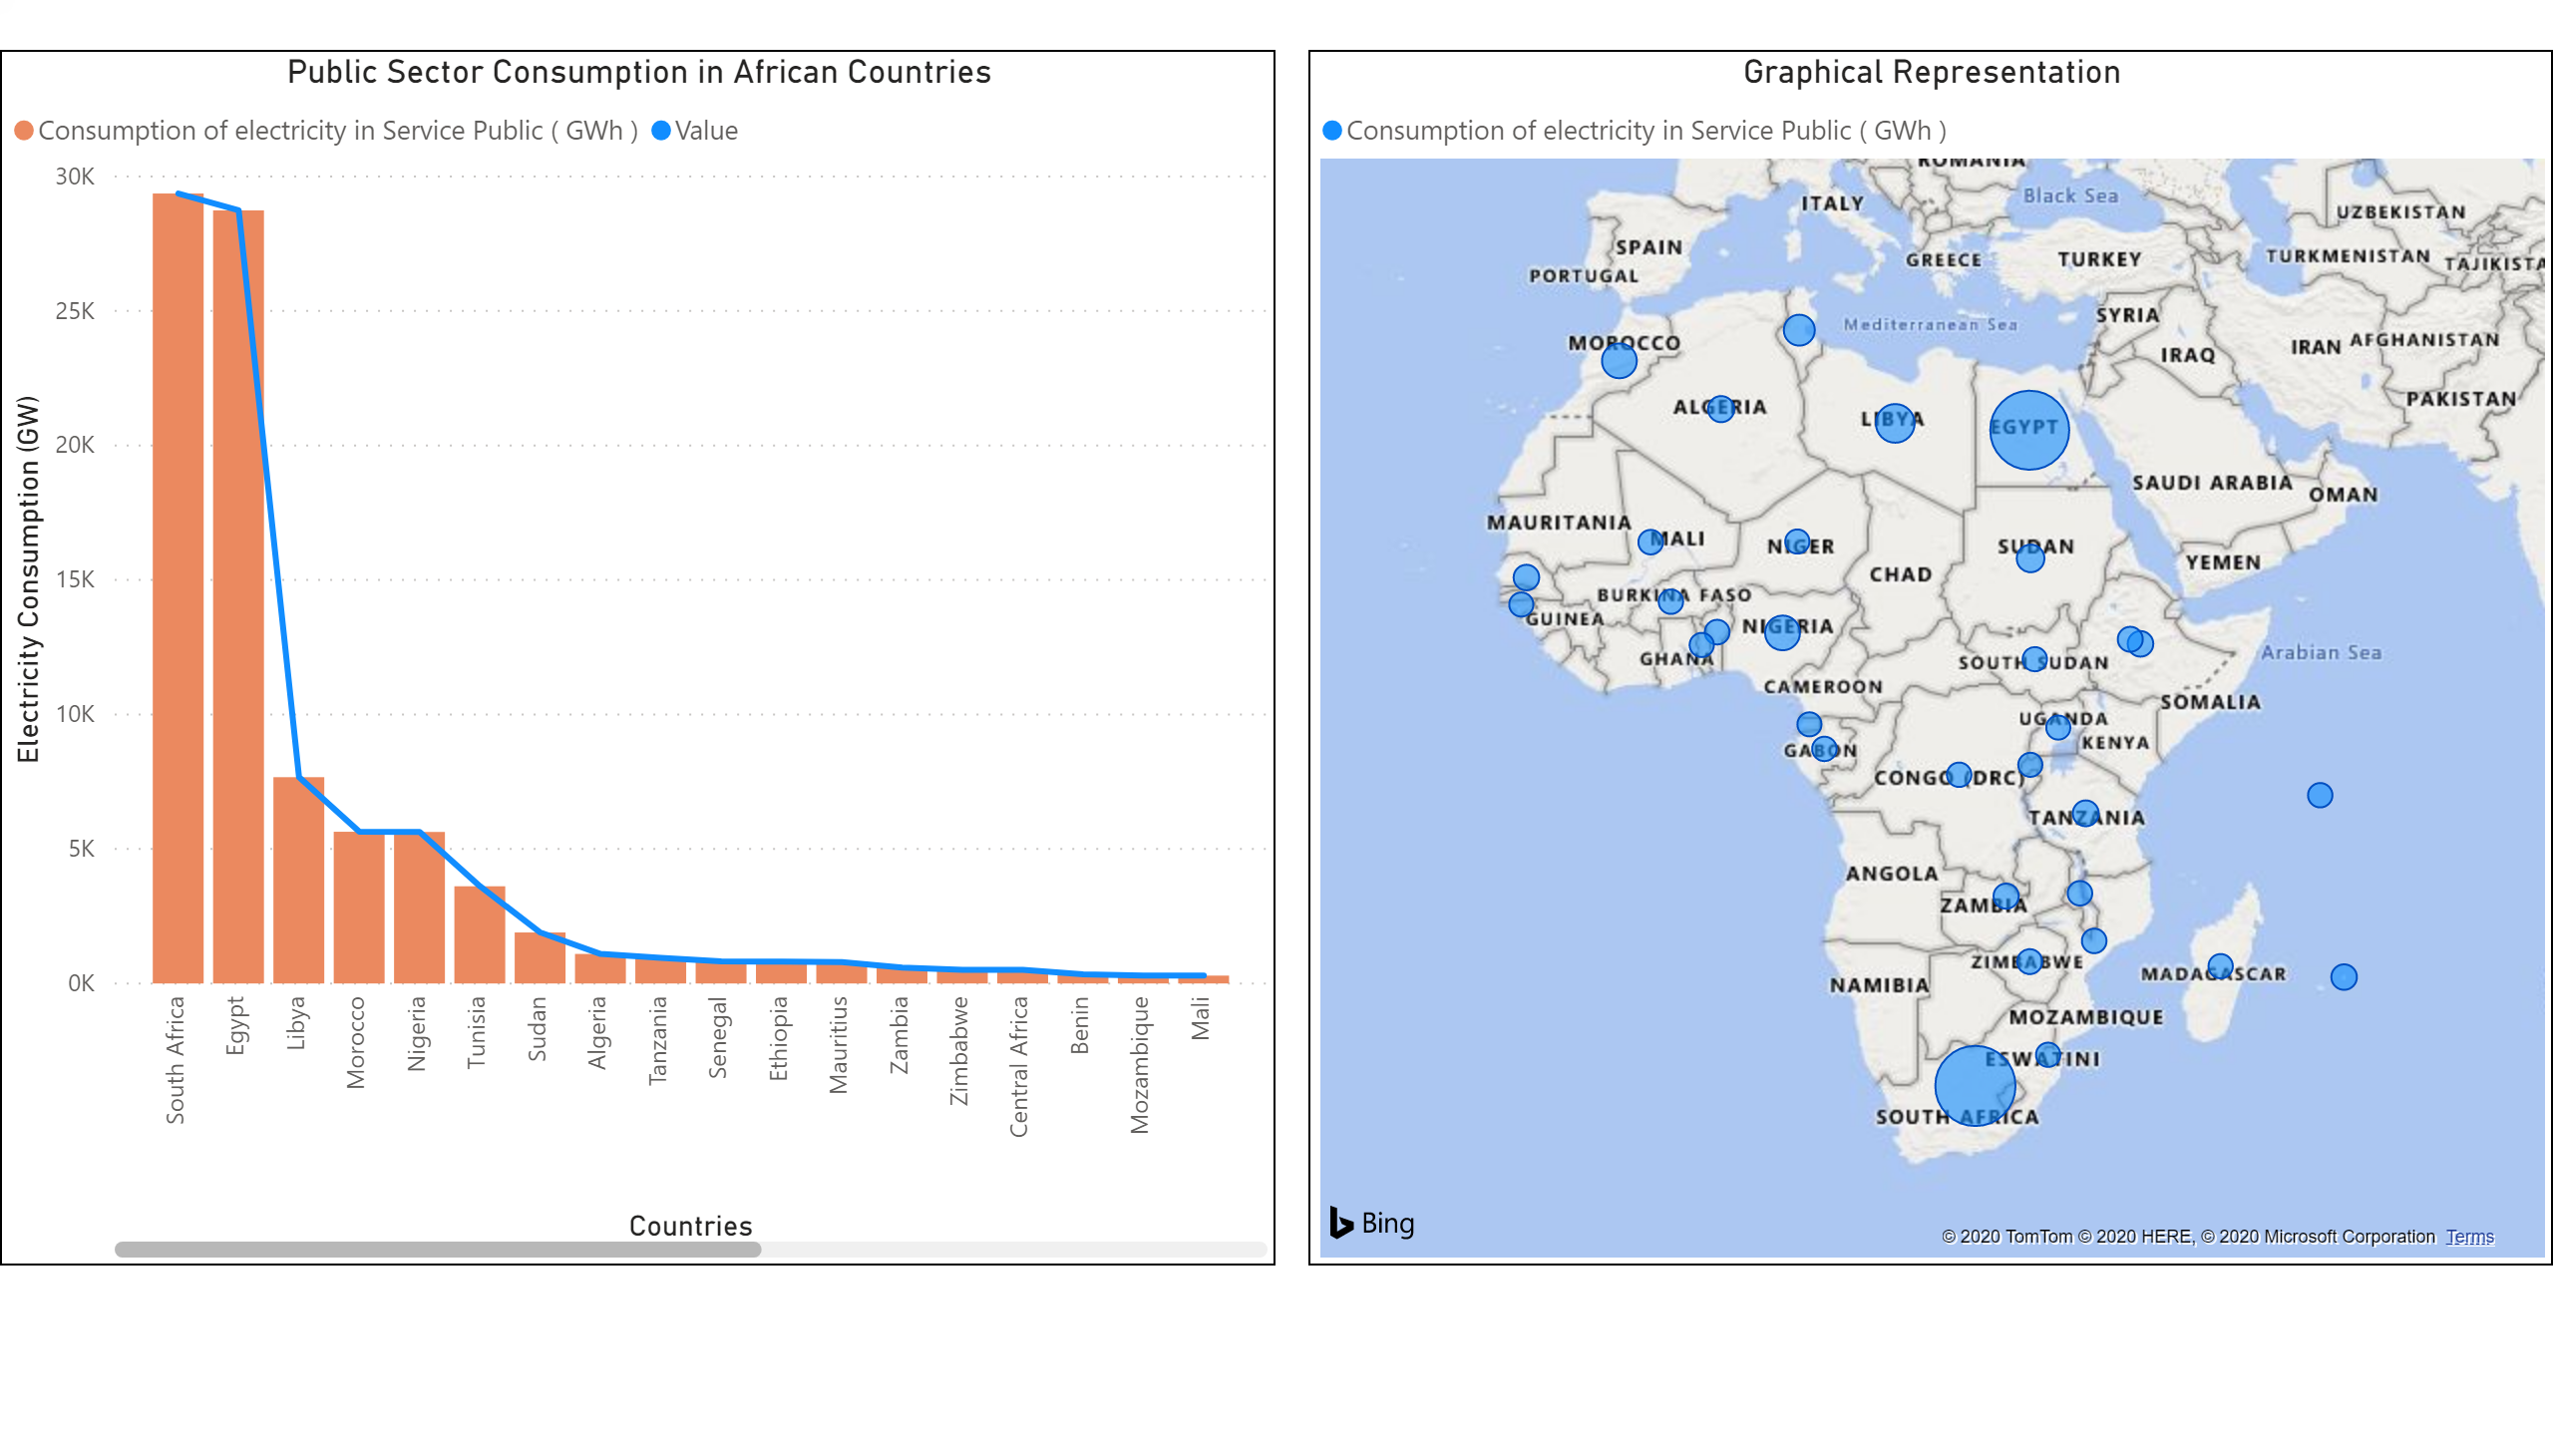 Public Sector Consumption in African Countries
Consumption of electricity in Service Public ( GWh ) Value
30K
25K
20K
15K
10K
5K
0K
Electricity Consumption (GW)
South Africa
Egypt
Libya
Morocco
Nigeria
Tunisia
Sudan
Algeria
Tanzania
Senegal
Ethiopia
Mauritius
Zambia
Zimbabwe
Central Africa
Benin
Mozambique
Mali
Countries
Graphical Representation
Consumption of electricity in Service Public ( GWh )
ROMANIA
Black Sea
ITALY
UZBEKISTAN
SPAIN
GREECE
TURKEY
TURKMENISTAN
TAJIKISTA
PORTUGAL
SYRIA
Mediterranean Sea
MOROCCO
IRAQ
IRAN
AFGHANISTAN
PAKISTAN
ALGERIA
LIBYA
EGYPT
SAUDI ARABIA
OMAN
MAURITANIA
MALI
NIGER
SUDAN
YEMEN
CHAD
BURKINA FASO
GUINEA
NIGERIA
GHANA
SOUTH SUDAN
Arabian Sea
CAMEROON
SOMALIA
UGANDA
KENYA
GABON
CONGO (DRC)
TANZANIA
ANGOLA
ZAMBIA
ZIMBABWE
MADAGASCAR
NAMIBIA
MOZAMBIQUE
ESWATINI
SOUTH AFRICA
Bing
© 2020 TomTom © 2020 HERE, © 2020 Microsoft Corporation Terms